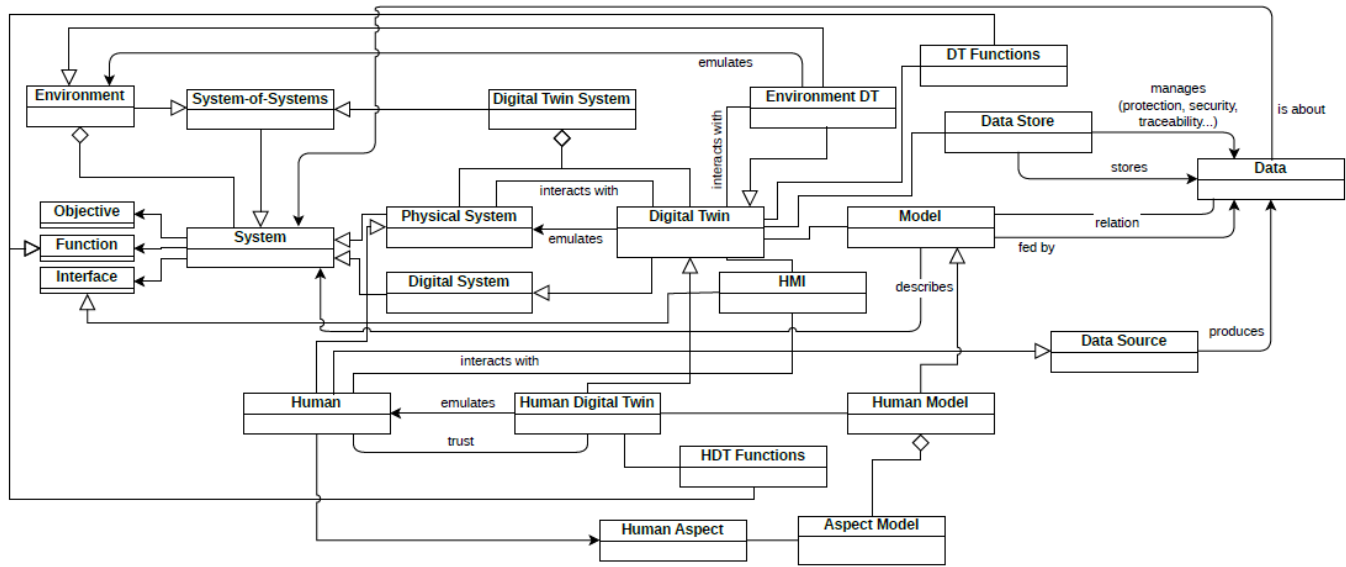 DT Functions
emulates
manages
(protection, security,
traceability...)
is about
Environment
System-of-Systems
Digital Twin System
Environment DT
Data Store
interacts with
stores
Data
interacts with
Objective
Physical System
Digital Twin
Model
relation
Function
System
emulates
fed by
Interface
Digital System
HMI
describes
produces
Data Source
interacts with
Human
emulates
Human Digital Twin
Human Model
trust
HDT Functions
Human Aspect
Aspect Model